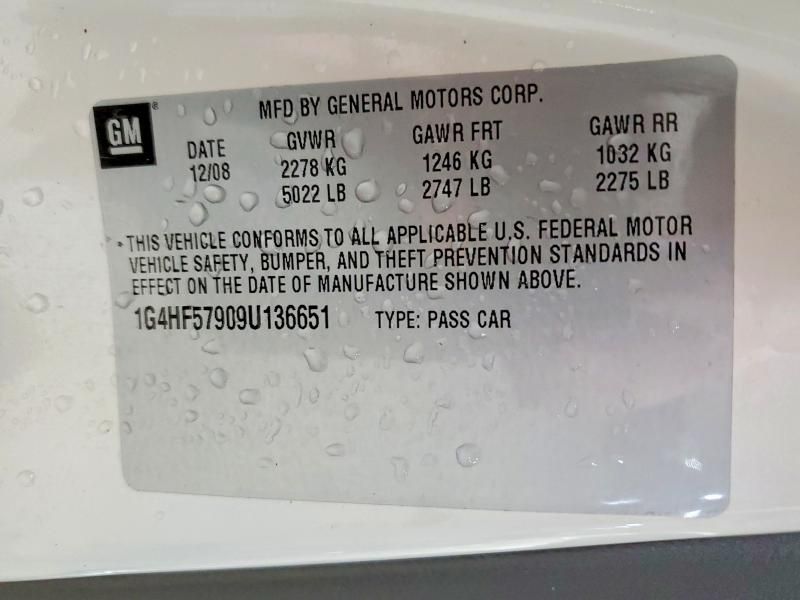 GM ®
MFD BY GENERAL MOTORS CORP.
DATE GVWR GAWR FRT GAWR RR
12/08 2278 KG 1246 KG 1032 KG
5022 LB 2747 LB 2275 LB
THIS VEHICLE CONFORMS TO ALL APPLICABLE U.S. FEDERAL MOTOR
VEHICLE SAFETY, BUMPER, AND THEFT PREVENTION STANDARDS IN
EFFECT ON THE DATE OF MANUFACTURE SHOWN ABOVE.
1G4HF57909U136651 TYPE: PASS CAR